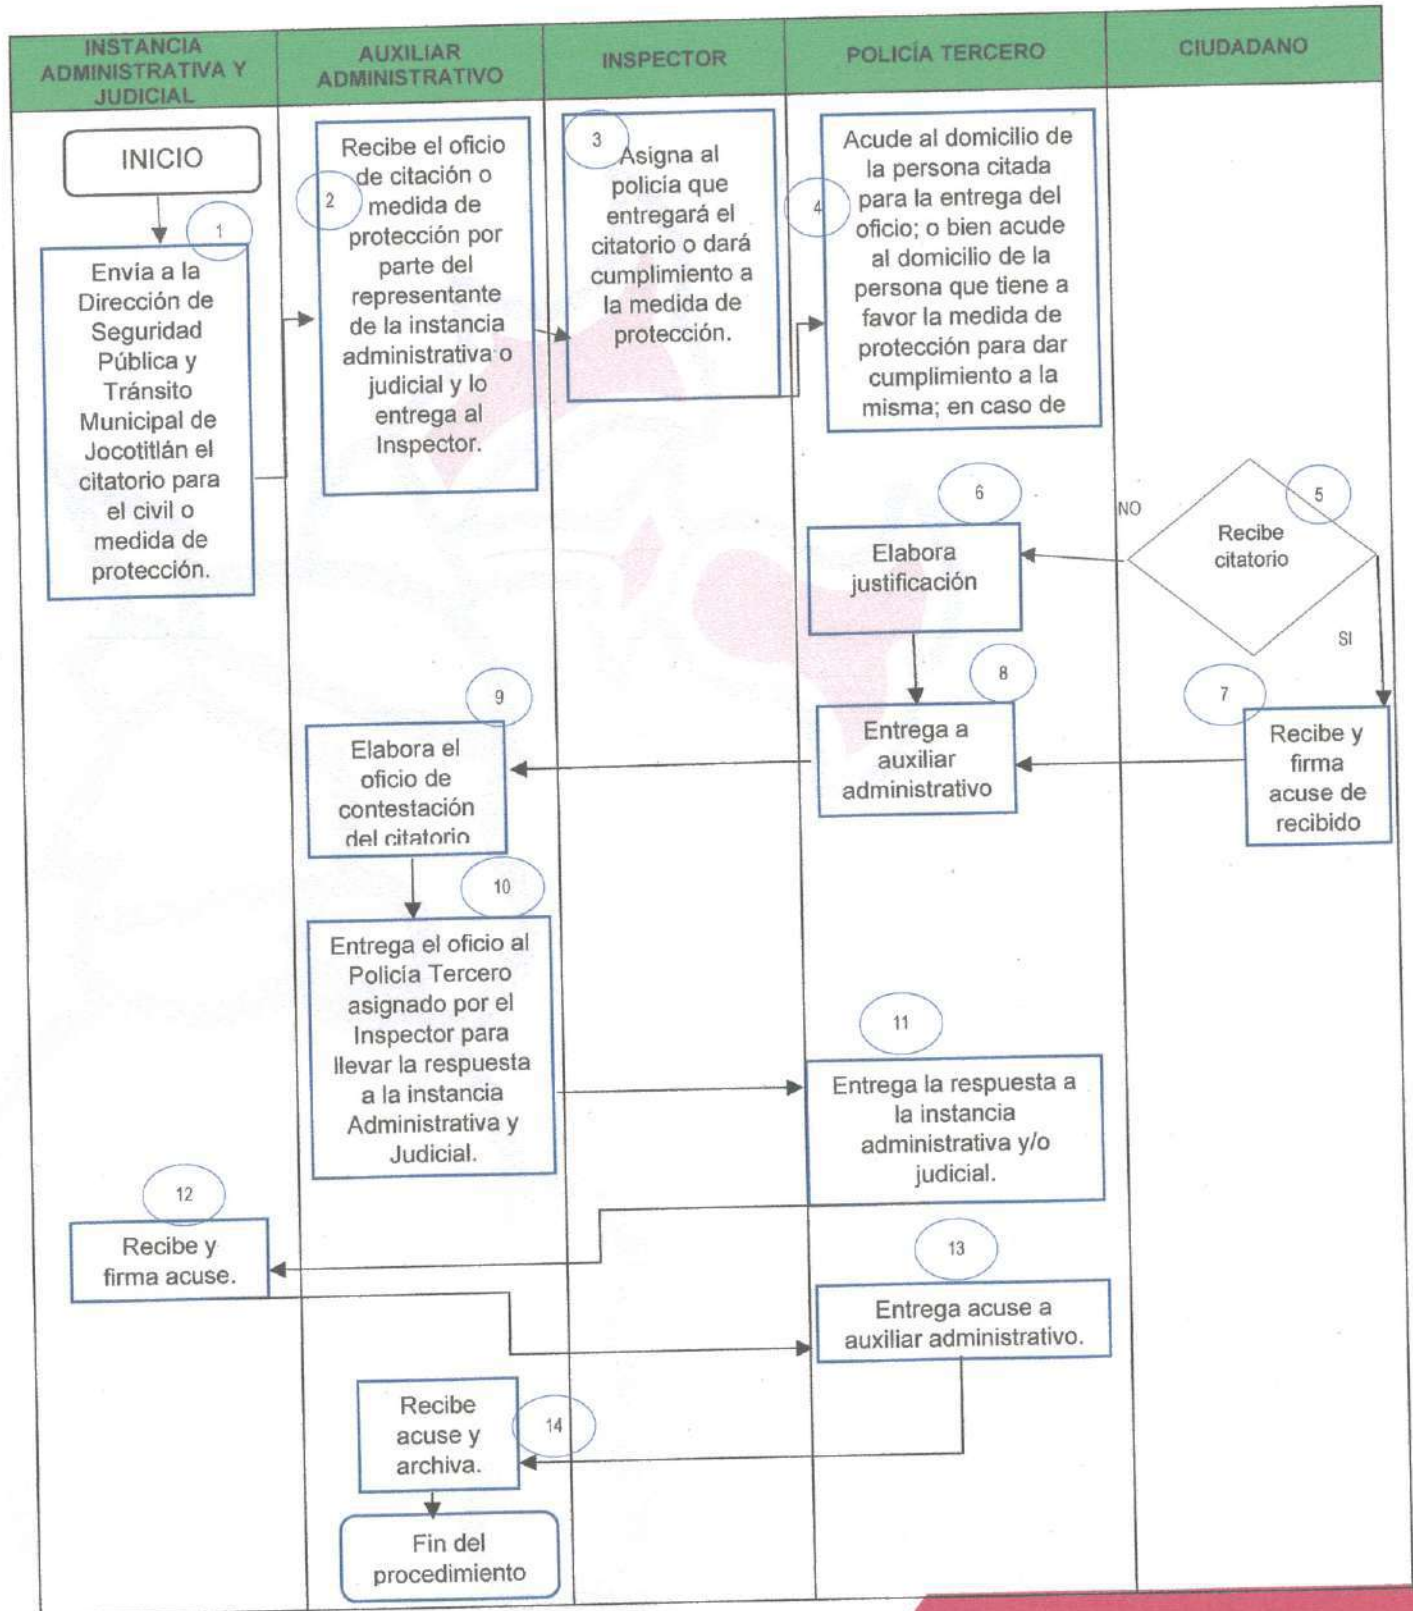 INSTANCIA
ADMINISTRATIVA Y
JUDICIAL
AUXILIAR
ADMINISTRATIVO
INSPECTOR
POLICÍA TERCERO
CIUDADANO
INICIO
1
Envía a la
Dirección de
Seguridad
Pública y
Tránsito
Municipal de
Jocotitlán el
citatorio para
el civil o
medida de
protección.
2
Recibe el oficio
de citación o
medida de
protección por
parte del
representante
de la instancia
administrativa o
judicial y lo
entrega al
Inspector.
3
Asigna al
policía que
entregará el
citatorio o dará
cumplimiento a
la medida de
protección.
4
Acude al domicilio de
la persona citada
para la entrega del
oficio; o bien acude
al domicilio de la
persona que tiene a
favor la medida de
protección para dar
cumplimiento a la
misma; en caso de
5
Recibe
citatorio
NO
SI
6
Elabora
justificación
7
Recibe y
firma
acuse de
recibido
8
Entrega a
auxiliar
administrativo
9
Elabora el
oficio de
contestación
del citatorio
10
Entrega el oficio al
Policía Tercero
asignado por el
Inspector para
llevar la respuesta
a la instancia
Administrativa y
Judicial.
11
Entrega la respuesta a
la instancia
administrativa y/o
judicial.
12
Recibe y
firma acuse.
13
Entrega acuse a
auxiliar administrativo.
14
Recibe
acuse y
archiva.
Fin del
procedimiento